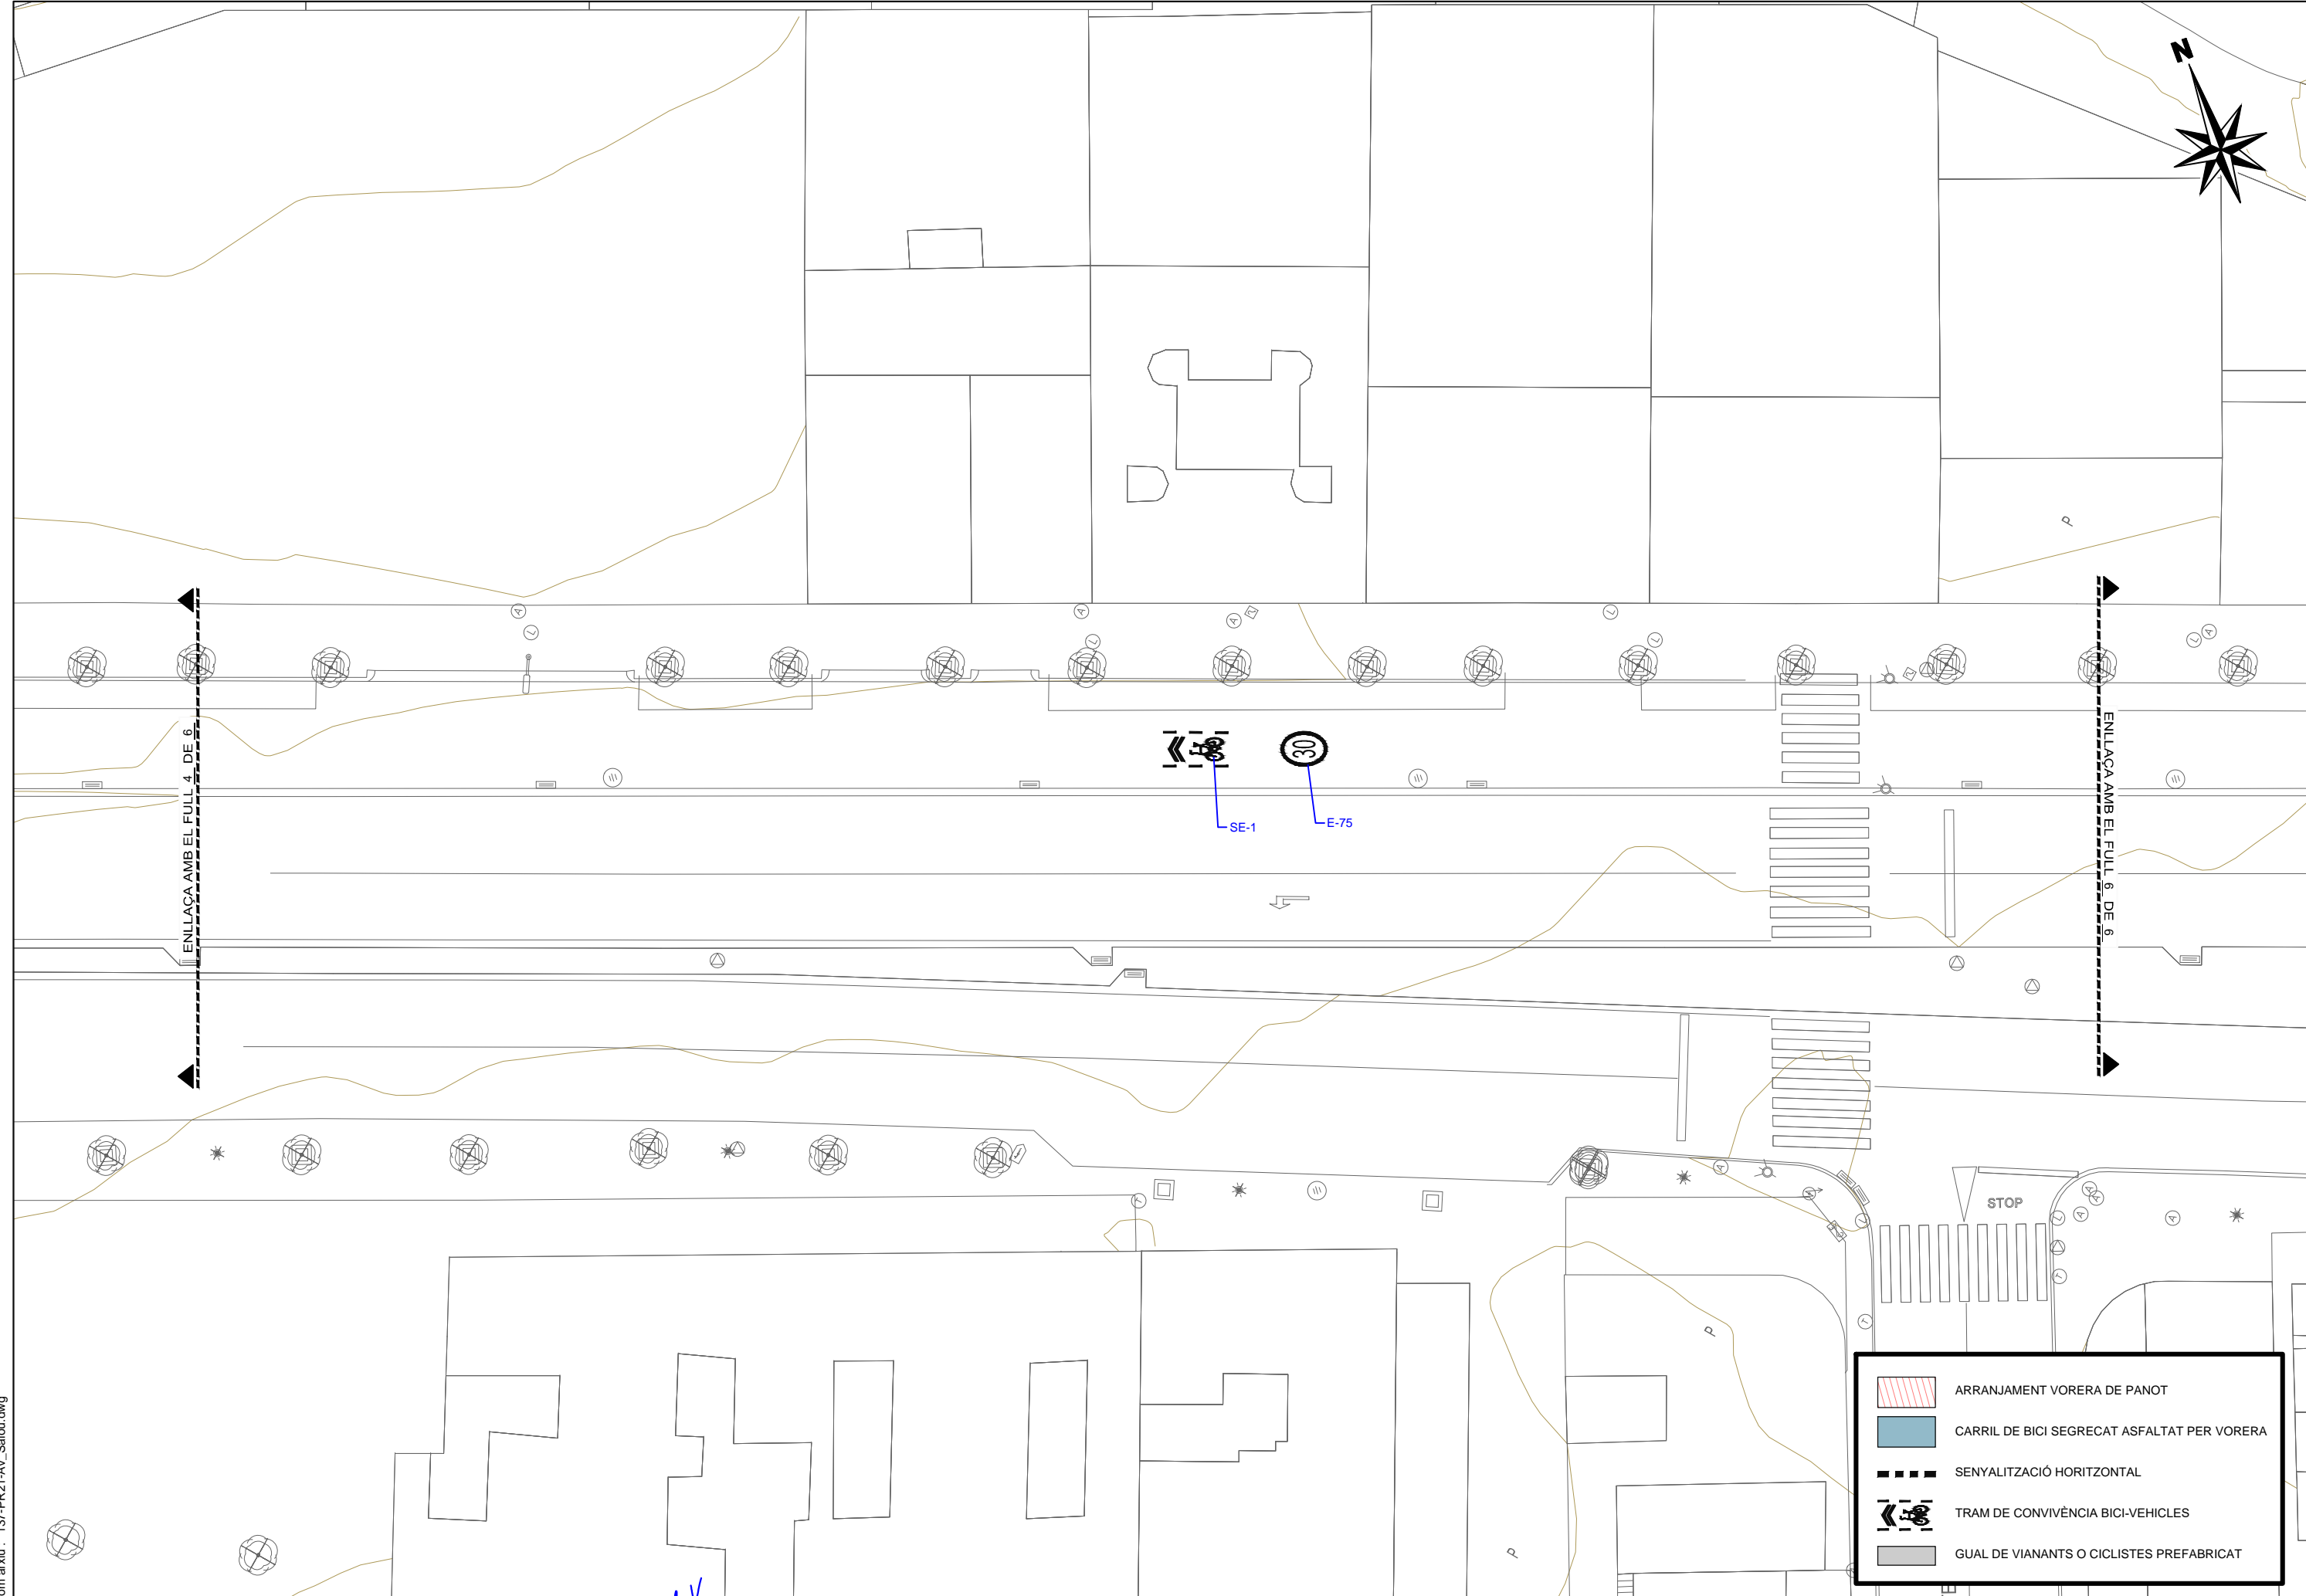 N
P
A
A
A
L
A
L
L
L
L
ENLLAÇA AMB EL FULL 4 DE 6
30
SE-1
E-75
ENLLAÇA AMB EL FULL 6 DE 6
STOP
A
T
L
L
A
A
A
A
T
T
P
P
ARRANJAMENT VORERA DE PANOT
CARRIL DE BICI SEGRECAT ASFALTAT PER VORERA
SENYALITZACIÓ HORITZONTAL
TRAM DE CONVIVÈNCIA BICI-VEHICLES
GUAL DE VIANANTS O CICLISTES PREFABRICAT